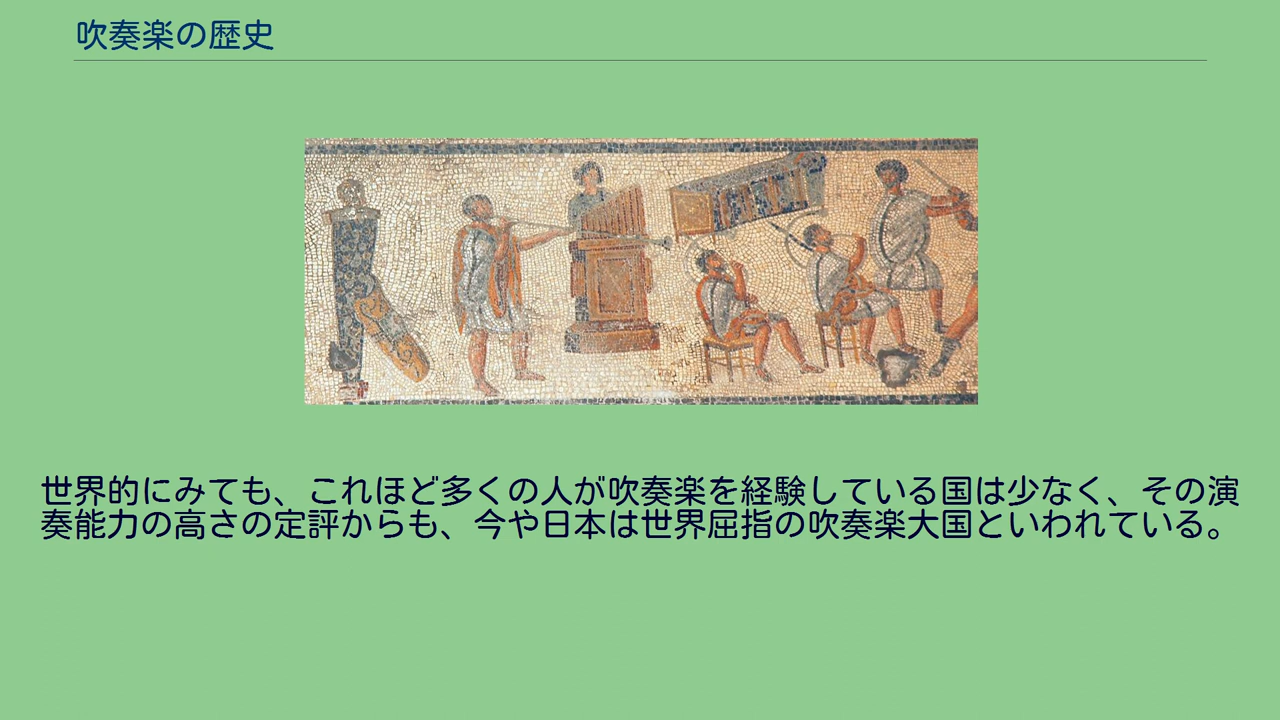 吹奏楽の歴史
世界的にみても、これほど多くの人が吹奏楽を経験している国は少なく、その演
奏能力の高さの定評からも、今や日本は世界屈指の吹奏楽大国といわれている。